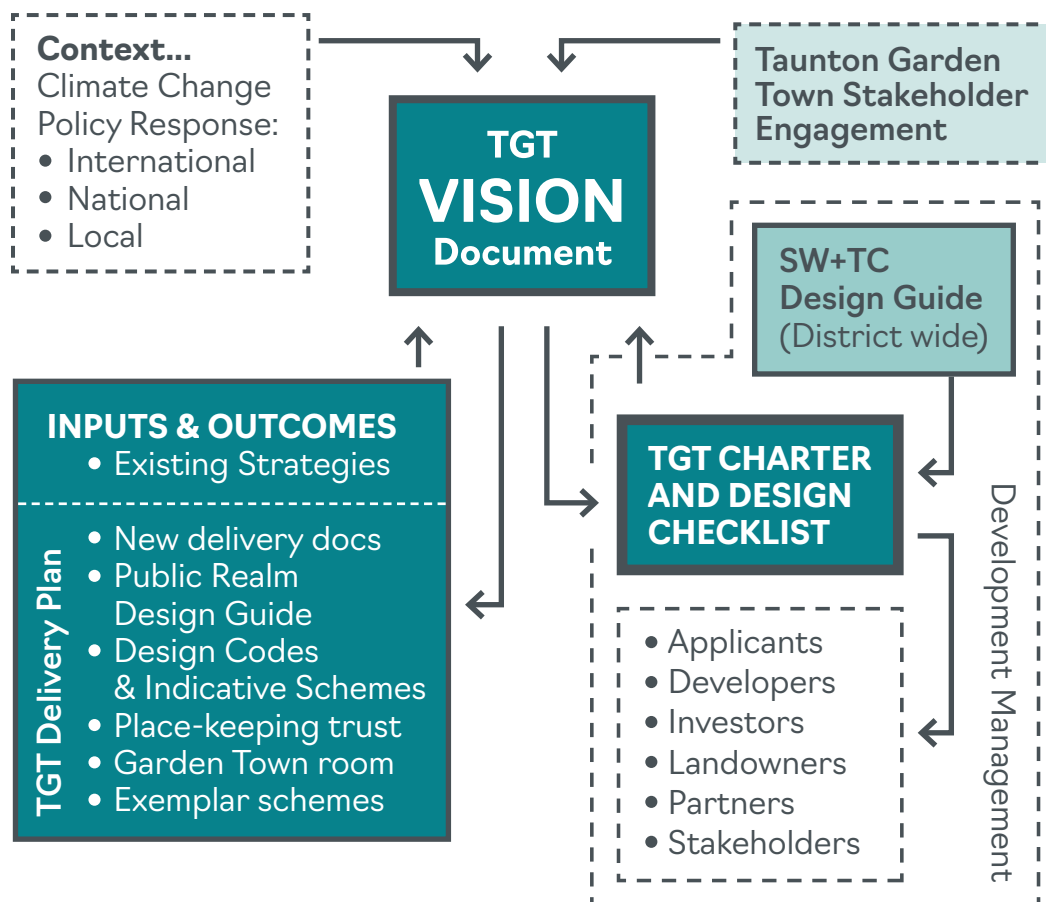 Context...
Climate Change
Policy Response:
• International
• National
• Local
TGT
VISION
Document
Taunton Garden
Town Stakeholder
Engagement
SW+TC
Design Guide
(District wide)
INPUTS & OUTCOMES
• Existing Strategies
TGT Delivery Plan
• New delivery docs
• Public Realm
Design Guide
• Design Codes
& Indicative Schemes
• Place-keeping trust
• Garden Town room
• Exemplar schemes
TGT CHARTER
AND DESIGN
CHECKLIST
• Applicants
• Developers
• Investors
• Landowners
• Partners
• Stakeholders
Development Management